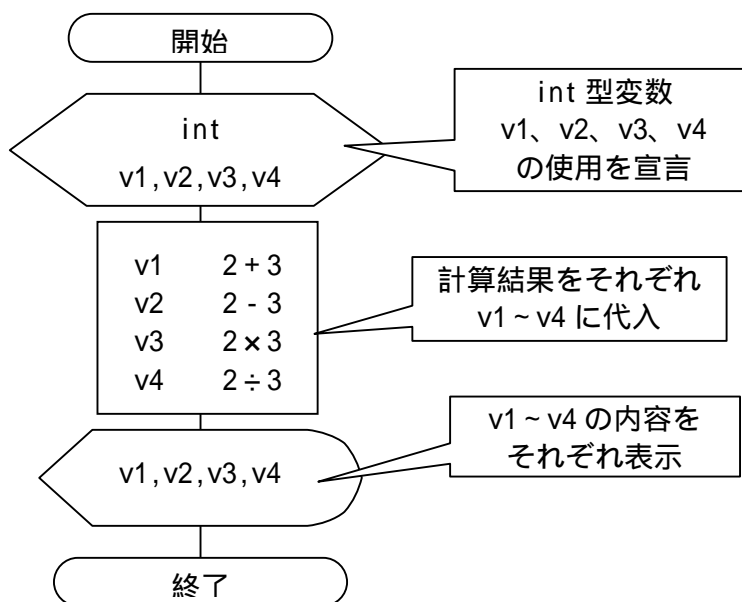 開始
int
v1,v2,v3,v4
int 型変数
v1、v2、v3、v4
の使用を宣言
v1 2 + 3
v2 2 - 3
v3 2 × 3
v4 2 ÷ 3
計算結果をそれぞれ
v1 ~ v4 に代入
v1,v2,v3,v4
v1 ~ v4 の内容を
それぞれ表示
終了